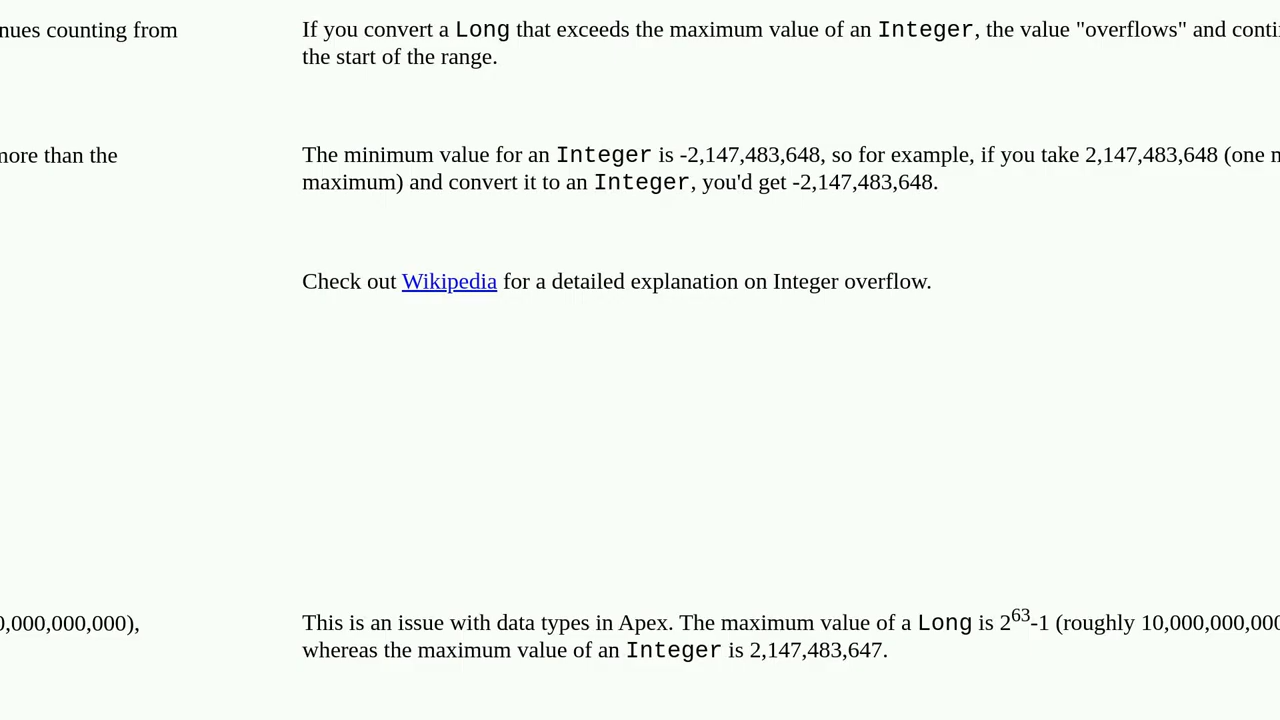 nues counting from
more than the
0,000,000,000),
If you convert a Long that exceeds the maximum value of an Integer, the value "overflows" and conti
the start of the range.
The minimum value for an Integer is -2,147,483,648, so for example, if you take 2,147,483,648 (one m
maximum) and convert it to an Integer, you'd get -2,147,483,648.
Check out Wikipedia for a detailed explanation on Integer overflow.
This is an issue with data types in Apex. The maximum value of a Long is 2^63-1 (roughly 10,000,000,000
whereas the maximum value of an Integer is 2,147,483,647.